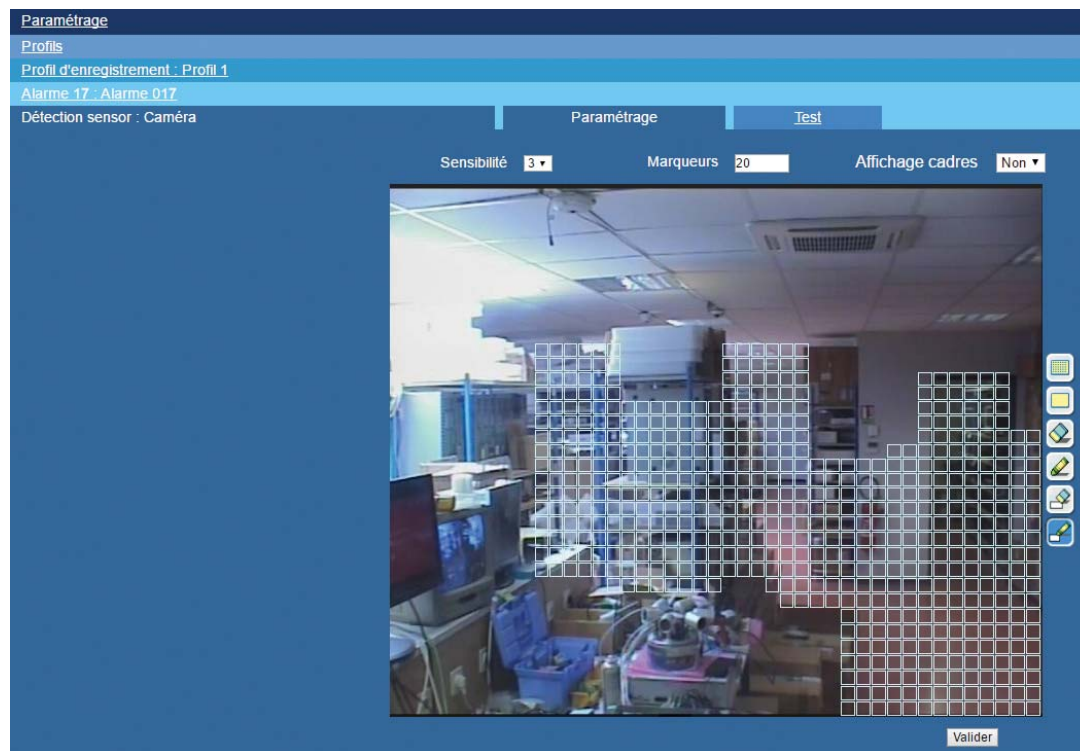 Paramétrage
Profils
Profil d'enregistrement : Profil 1
Alarme 17 : Alarme 017
Détection sensor : Caméra Paramétrage Test
Sensibilité 3 Marqueurs 20 Affichage cadres Non
Valider